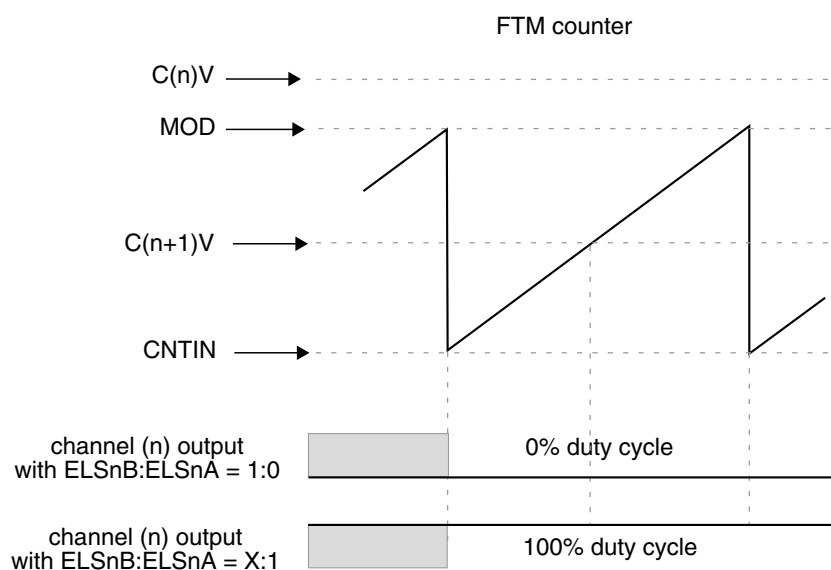 FTM counter
C(n)V
MOD
C(n+1)V
CNTIN
channel (n) output
with ELSnB:ELSnA = 1:0
0% duty cycle
channel (n) output
with ELSnB:ELSnA = X:1
100% duty cycle